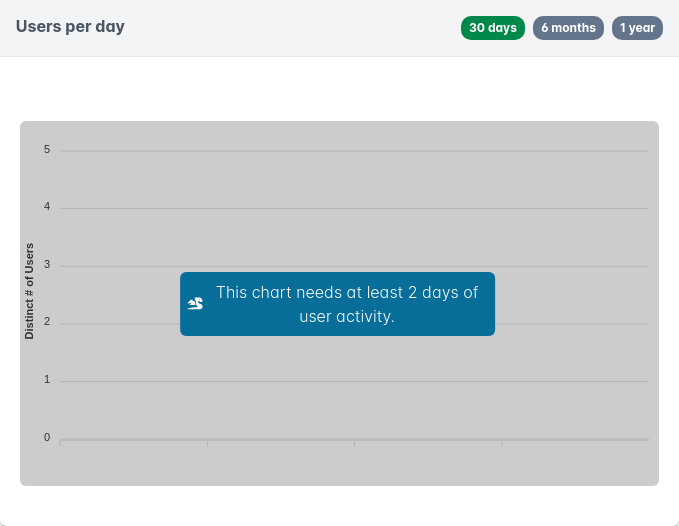 Users per day
30 days
6 months
1 year
5
4
3
2
1
0
Distinct # of Users
This chart needs at least 2 days of
user activity.